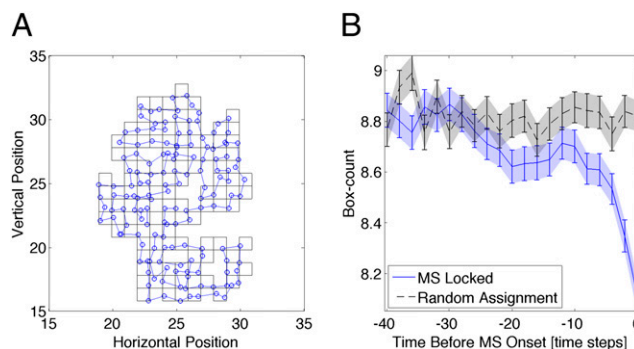 A
35
30
25
20
15
15
20
25
30
35
Vertical Position
Horizontal Position
B
9
8.8
8.6
8.4
8.2
-40
-30
-20
-10
0
Box-count
Time Before MS Onset [time steps]
MS Locked
Random Assignment